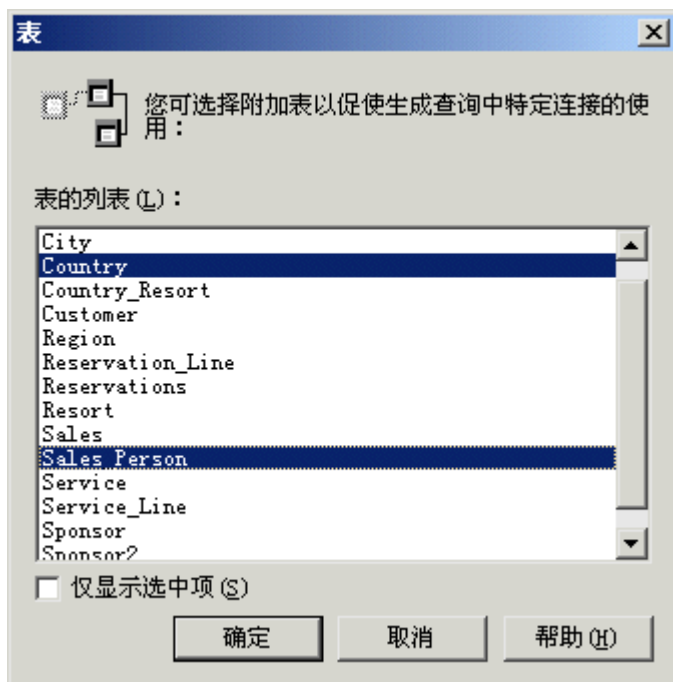 表
您可选择附加表以促使生成查询中特定连接的使
用：
表的列表(L)：
City
Country
Country_Resort
Customer
Region
Reservation_Line
Reservations
Resort
Sales
Sales_Person
Service
Service_Line
Sponsor
Sponsor2
仅显示选中项(S)
确定
取消
帮助(H)